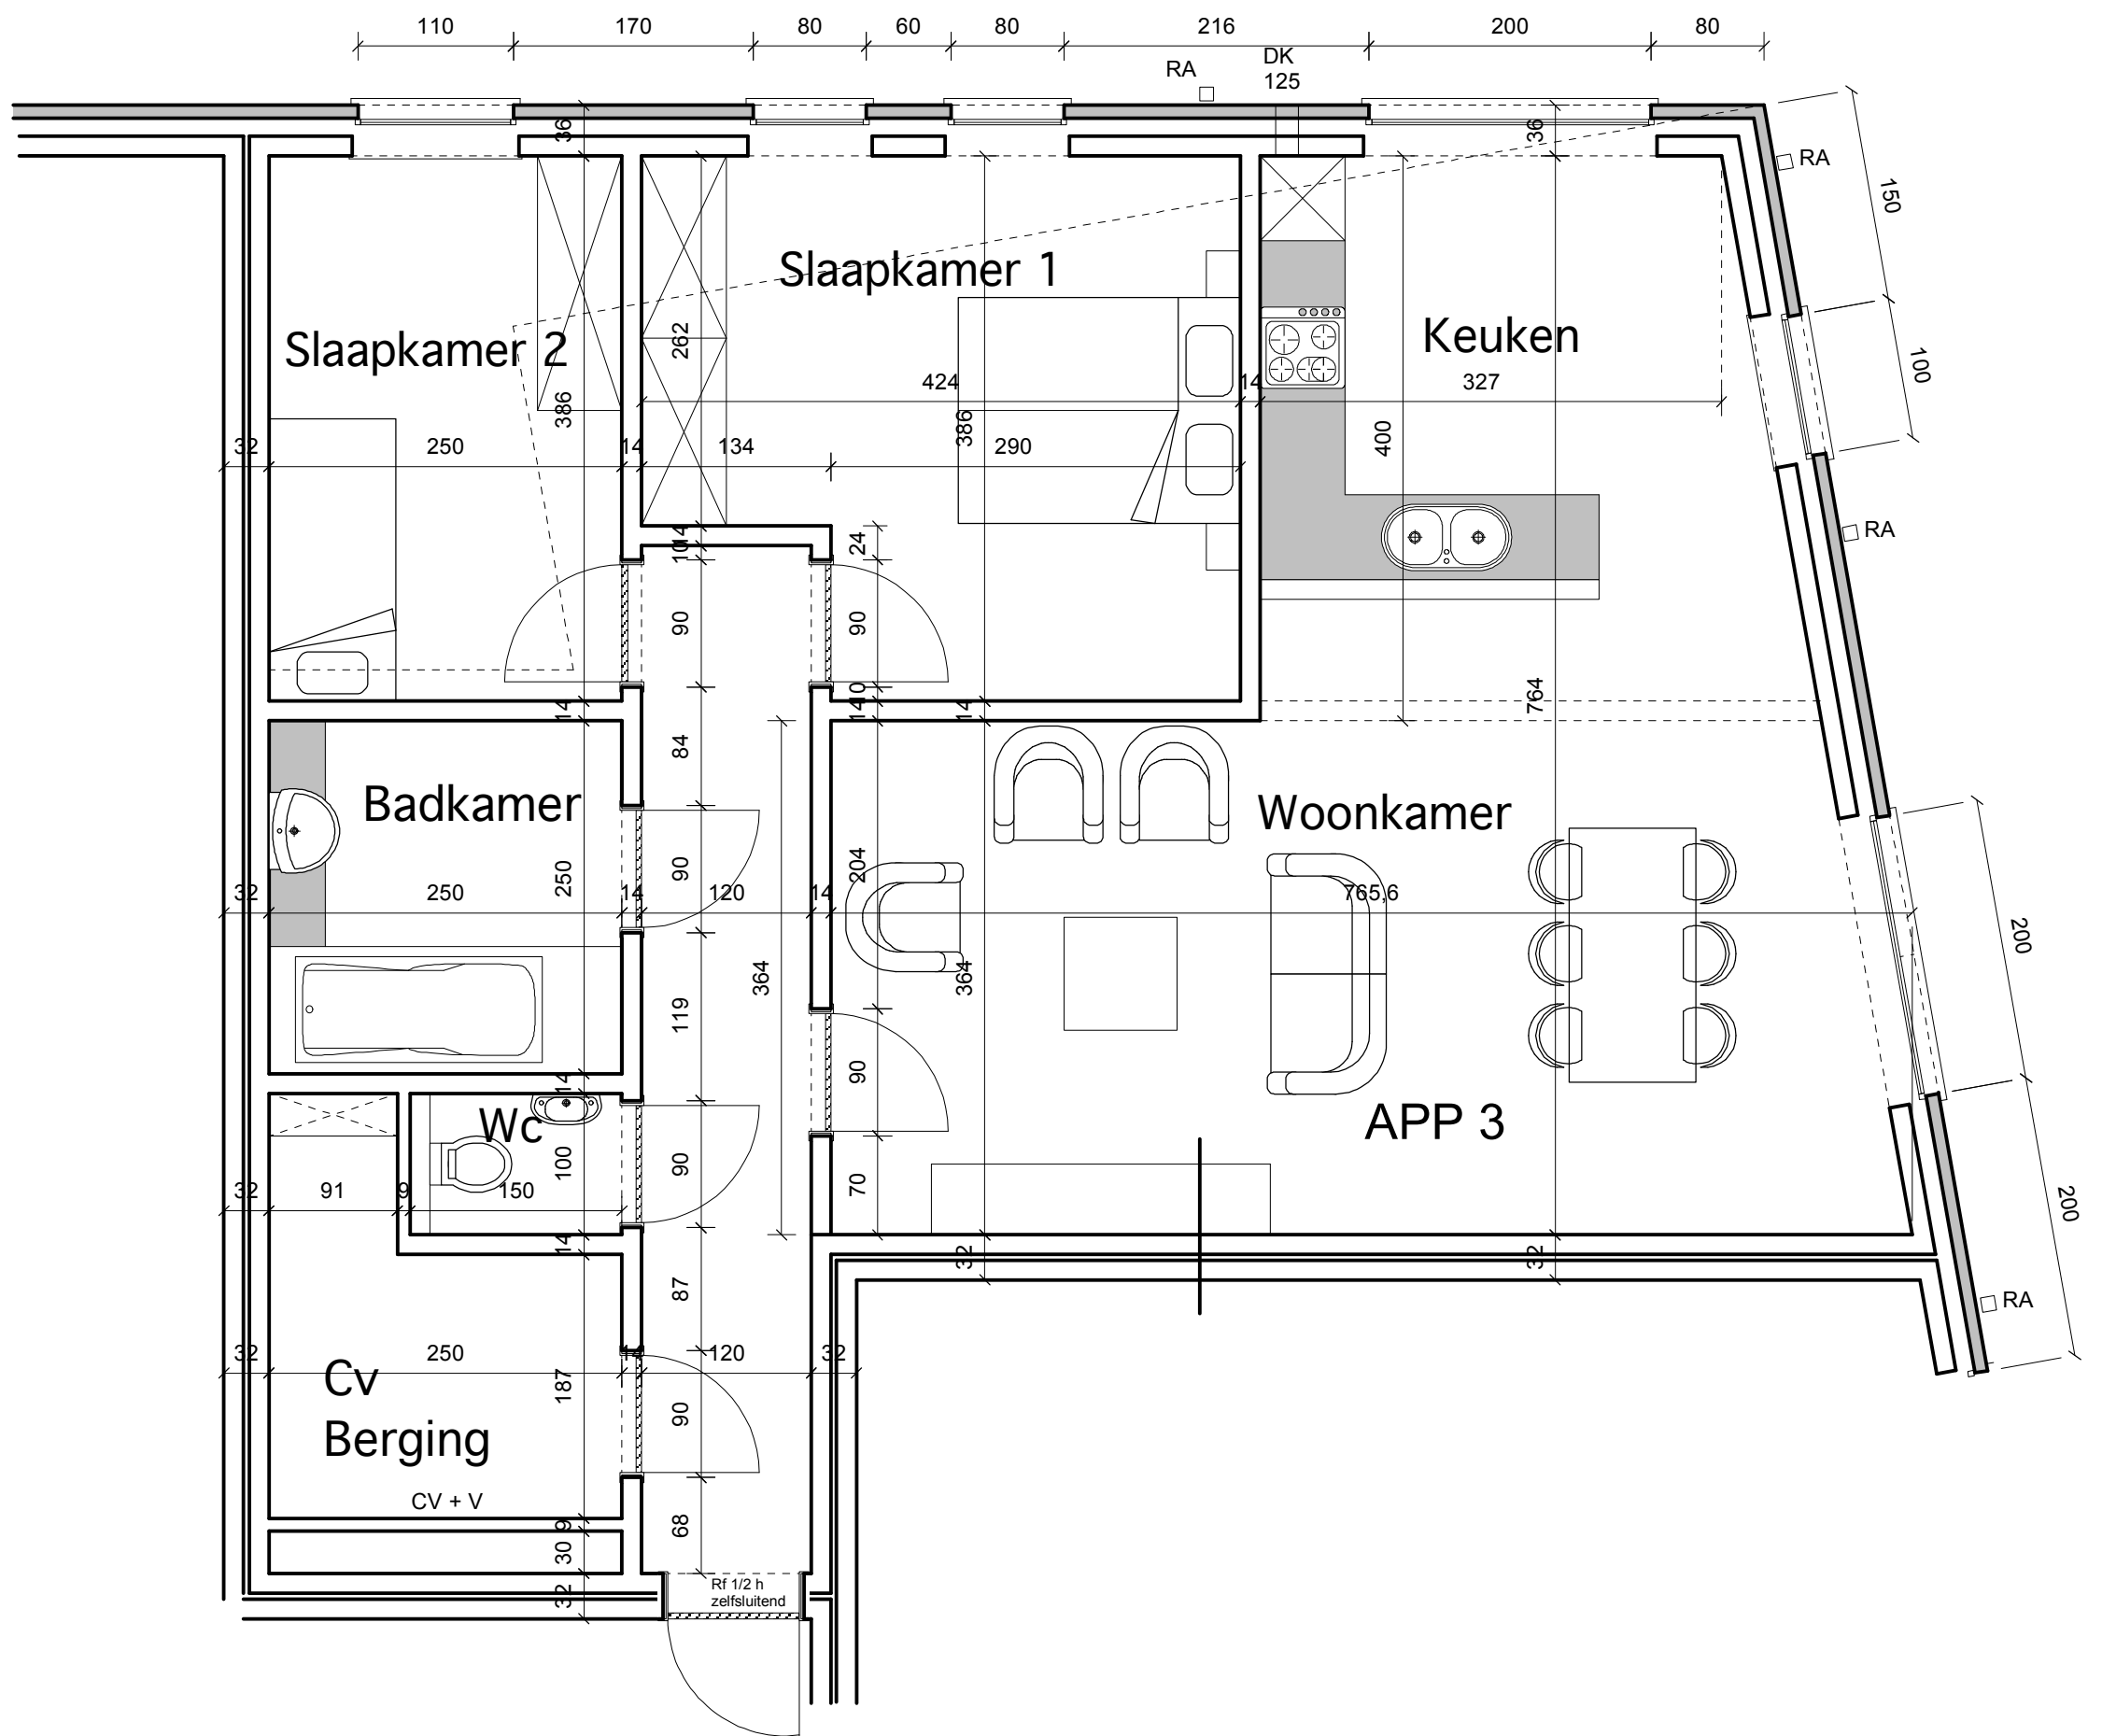 110 170 80 60 80 216 200 80
DK
125
RA
36 36
RA
150
Slaapkamer 1
Slaapkamer 2
Keuken
262
100
424 14 327
386 386 400
32 250 14 134 290
RA
14
10
24
90 90
10
14 14 14
764
84
Badkamer
Woonkamer
204
250
90
32 250 14 120 14 765,6
200
364 364
119
14
90
Wc
APP 3
100
90
70
32 91 9 150
200
14
32 32
87
RA
32 250 14 120 32
Cv
187
Berging
90
CV + V
9
68
30
Rf 1/2 h
zelfsluitend
32